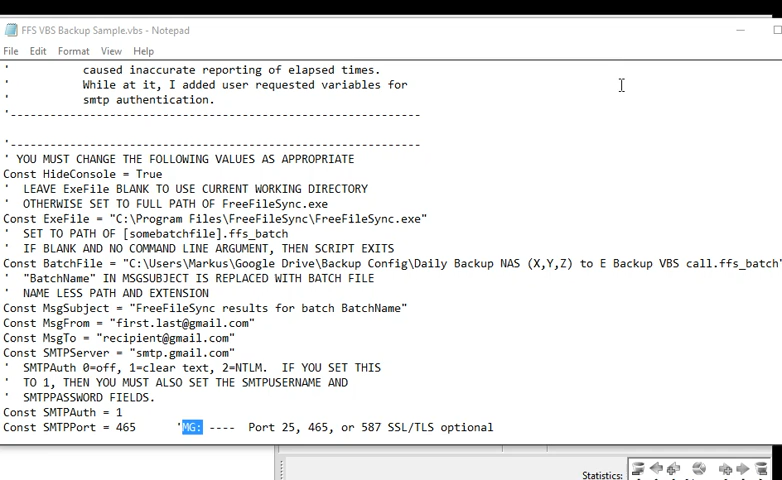 FFS VBS Backup Sample.vbs - Notepad
File Edit Format View Help
' caused inaccurate reporting of elapsed times.
' While at it, I added user requested variables for
' smtp authentication.
'-----------------------------------------------------
'-----------------------------------------------------
' YOU MUST CHANGE THE FOLLOWING VALUES AS APPROPRIATE
Const HideConsole = True
' LEAVE ExeFile BLANK TO USE CURRENT WORKING DIRECTORY
' OTHERWISE SET TO FULL PATH OF FreeFileSync.exe
Const ExeFile = "C:\Program Files\FreeFileSync\FreeFileSync.exe"
' SET TO PATH OF [somebatchfile].ffs_batch
' IF BLANK AND NO COMMAND LINE ARGUMENT, THEN SCRIPT EXITS
Const BatchFile = "C:\Users\Markus\Google Drive\Backup Config\Daily Backup NAS (X,Y,Z) to E Backup VBS call.ffs_batch"
' "BatchName" IN MSGSUBJECT IS REPLACED WITH BATCH FILE
' NAME LESS PATH AND EXTENSION
Const MsgSubject = "FreeFileSync results for batch BatchName"
Const MsgFrom = "first.last@gmail.com"
Const MsgTo = "recipient@gmail.com"
Const SMTPServer = "smtp.gmail.com"
' SMTPAuth 0=off, 1=clear text, 2=NTLM. IF YOU SET THIS
' TO 1, THEN YOU MUST ALSO SET THE SMTPUSERNAME AND
' SMTPPASSWORD FIELDS.
Const SMTPAuth = 1
Const SMTPPort = 465 'MG: ---- Port 25, 465, or 587 SSL/TLS optional
Statistics: